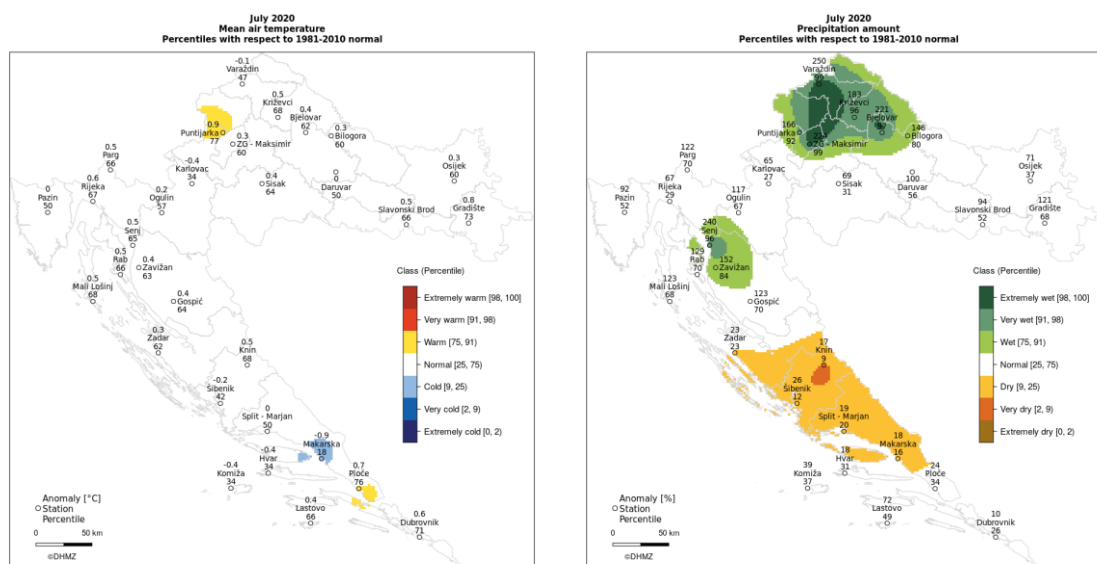 July 2020
Mean air temperature
Percentiles with respect to 1981-2010 normal
-0.1
Varaždin
47
0.5
Križevci
68
0.9
Puntijarka
77
0.4
Bjelovar
62
0.3
Bilogora
60
0.3
ZG - Maksimir
60
0.5
Parg
66
-0.4
Karlovac
34
0.3
Osijek
60
0.6
Rijeka
67
0.4
Sisak
64
0
Daruvar
50
0
Pazin
50
0.2
Ogulin
57
0.5
Slavonski Brod
66
0.8
Gradište
73
0.5
Senj
65
0.5
Rab
66
0.4
Zavižan
63
0.5
Mali Lošinj
68
0.4
Gospić
64
0.3
Zadar
62
0.5
Knin
68
-0.2
Šibenik
42
0
Split - Marjan
50
-0.9
Makarska
18
-0.4
Hvar
34
-0.4
Komiža
34
0.7
Ploče
76
0.4
Lastovo
66
0.6
Dubrovnik
71
Class (Percentile)
Extremely warm [98, 100]
Very warm [91, 98)
Warm [75, 91)
Normal [25, 75)
Cold [9, 25)
Very cold [2, 9)
Extremely cold [0, 2)
Anomaly [°C]
Station
Percentile
0 50 km
©DHMZ
July 2020
Precipitation amount
Percentiles with respect to 1981-2010 normal
250
Varaždin
183
Križevci
96
166
Puntijarka
92
221
Bjelovar
146
Bilogora
80
ZG - Maksimir
99
122
Parg
70
65
Karlovac
27
71
Osijek
37
67
Rijeka
29
69
Sisak
31
100
Daruvar
56
92
Pazin
52
117
Ogulin
67
94
Slavonski Brod
52
121
Gradište
68
240
Senj
96
129
Rab
70
152
Zavižan
84
123
Mali Lošinj
68
123
Gospić
70
23
Zadar
23
17
Knin
9
26
Šibenik
12
19
Split - Marjan
20
18
Makarska
16
18
Hvar
31
39
Komiža
37
24
Ploče
34
72
Lastovo
49
10
Dubrovnik
26
Class (Percentile)
Extremely wet [98, 100]
Very wet [91, 98)
Wet [75, 91)
Normal [25, 75)
Dry [9, 25)
Very dry [2, 9)
Extremely dry [0, 2)
Anomaly [%]
Station
Percentile
0 50 km
©DHMZ